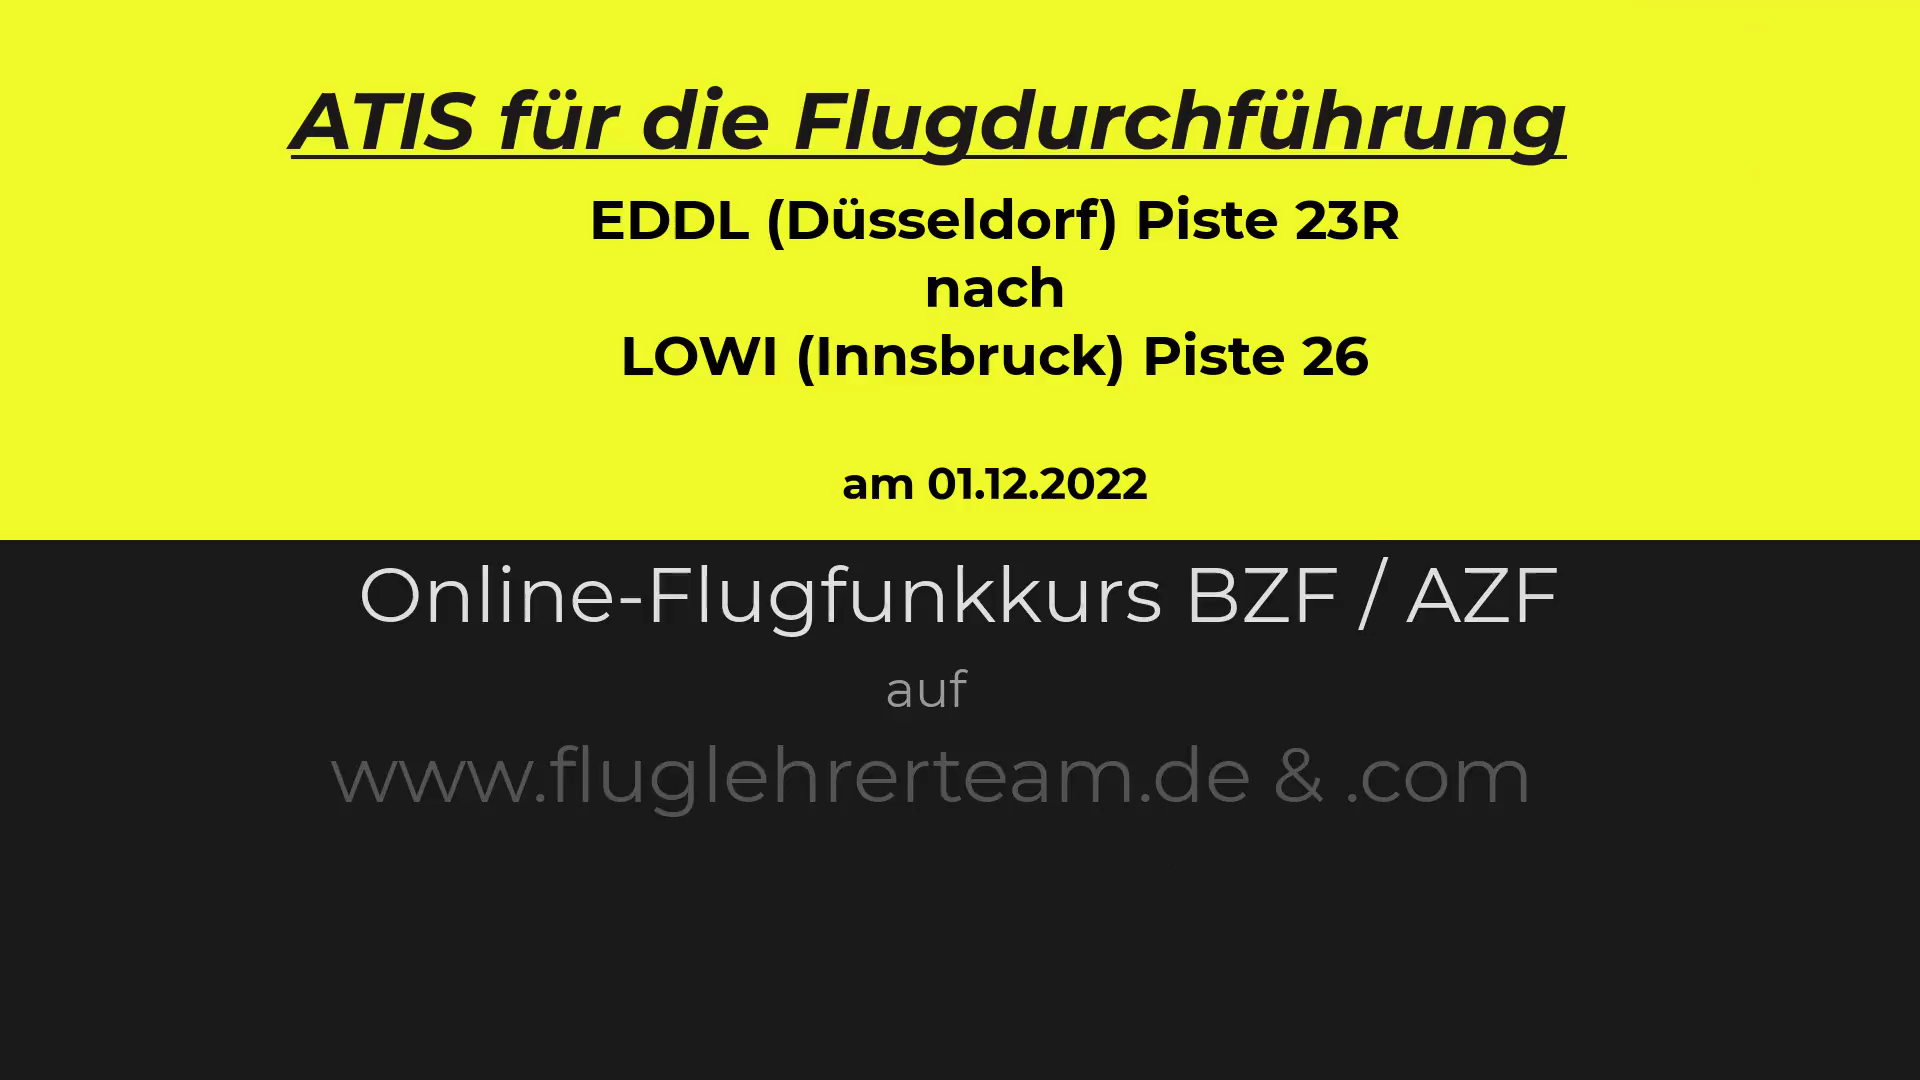 ATIS für die Flugdurchführung
EDDL (Düsseldorf) Piste 23R
nach
LOWI (Innsbruck) Piste 26
am 01.12.2022
Online-Flugfunkkurs BZF / AZF
auf
www.fluglehrerteam.de & .com